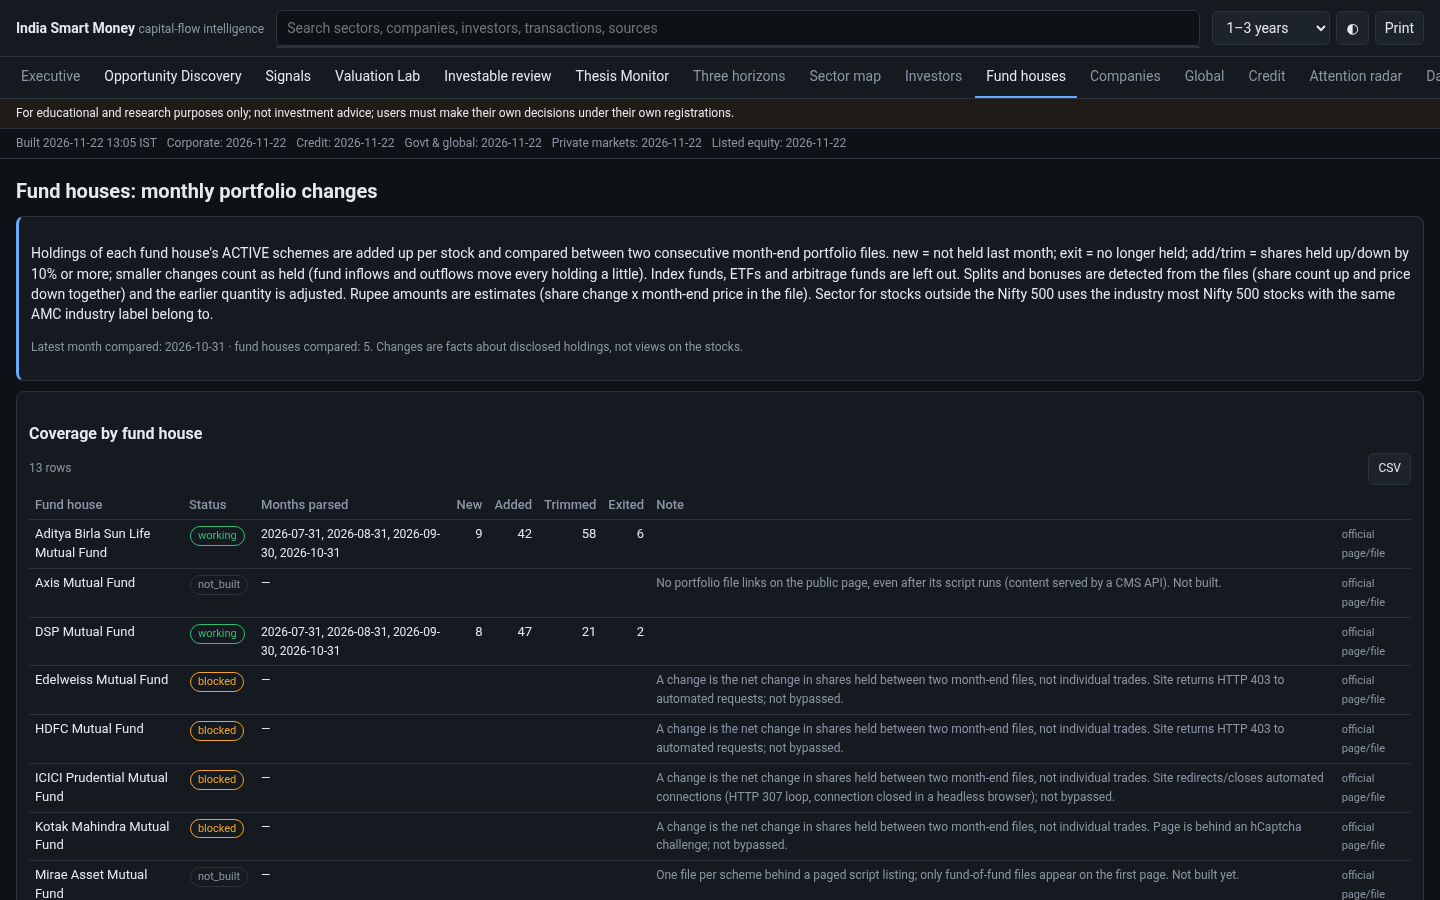 India Smart Money capital-flow intelligence
Search sectors, companies, investors, transactions, sources
1–3 years
Print
Executive Opportunity Discovery Signals Valuation Lab Investable review Thesis Monitor Three horizons Sector map Investors Fund houses Companies Global Credit Attention radar Da
For educational and research purposes only; not investment advice; users must make their own decisions under their own registrations.
Built 2026-11-22 13:05 IST Corporate: 2026-11-22 Credit: 2026-11-22 Govt & global: 2026-11-22 Private markets: 2026-11-22 Listed equity: 2026-11-22
Fund houses: monthly portfolio changes
Holdings of each fund house's ACTIVE schemes are added up per stock and compared between two consecutive month-end portfolio files. new = not held last month; exit = no longer held; add/trim = shares held up/down by
10% or more; smaller changes count as held (fund inflows and outflows move every holding a little). Index funds, ETFs and arbitrage funds are left out. Splits and bonuses are detected from the files (share count up and price
down together) and the earlier quantity is adjusted. Rupee amounts are estimates (share change x month-end price in the file). Sector for stocks outside the Nifty 500 uses the industry most Nifty 500 stocks with the same
AMC industry label belong to.
Latest month compared: 2026-10-31 · fund houses compared: 5. Changes are facts about disclosed holdings, not views on the stocks.
Coverage by fund house
13 rows
CSV
Fund house Status Months parsed New Added Trimmed Exited Note
Aditya Birla Sun Life working 2026-07-31, 2026-08-31, 2026-09- 9 42 58 6 official
Mutual Fund 30, 2026-10-31 page/file
Axis Mutual Fund not_built — No portfolio file links on the public page, even after its script runs (content served by a CMS API). Not built. official
page/file
DSP Mutual Fund working 2026-07-31, 2026-08-31, 2026-09- 8 47 21 2 official
30, 2026-10-31 page/file
Edelweiss Mutual Fund blocked — A change is the net change in shares held between two month-end files, not individual trades. Site returns HTTP 403 to official
automated requests; not bypassed. page/file
HDFC Mutual Fund blocked — A change is the net change in shares held between two month-end files, not individual trades. Site returns HTTP 403 to official
automated requests; not bypassed. page/file
ICICI Prudential Mutual blocked — A change is the net change in shares held between two month-end files, not individual trades. Site redirects/closes automated official
Fund connections (HTTP 307 loop, connection closed in a headless browser); not bypassed. page/file
Kotak Mahindra Mutual blocked — A change is the net change in shares held between two month-end files, not individual trades. Page is behind an hCaptcha official
Fund challenge; not bypassed. page/file
Mirae Asset Mutual not_built — One file per scheme behind a paged script listing; only fund-of-fund files appear on the first page. Not built yet. official
Fund page/file